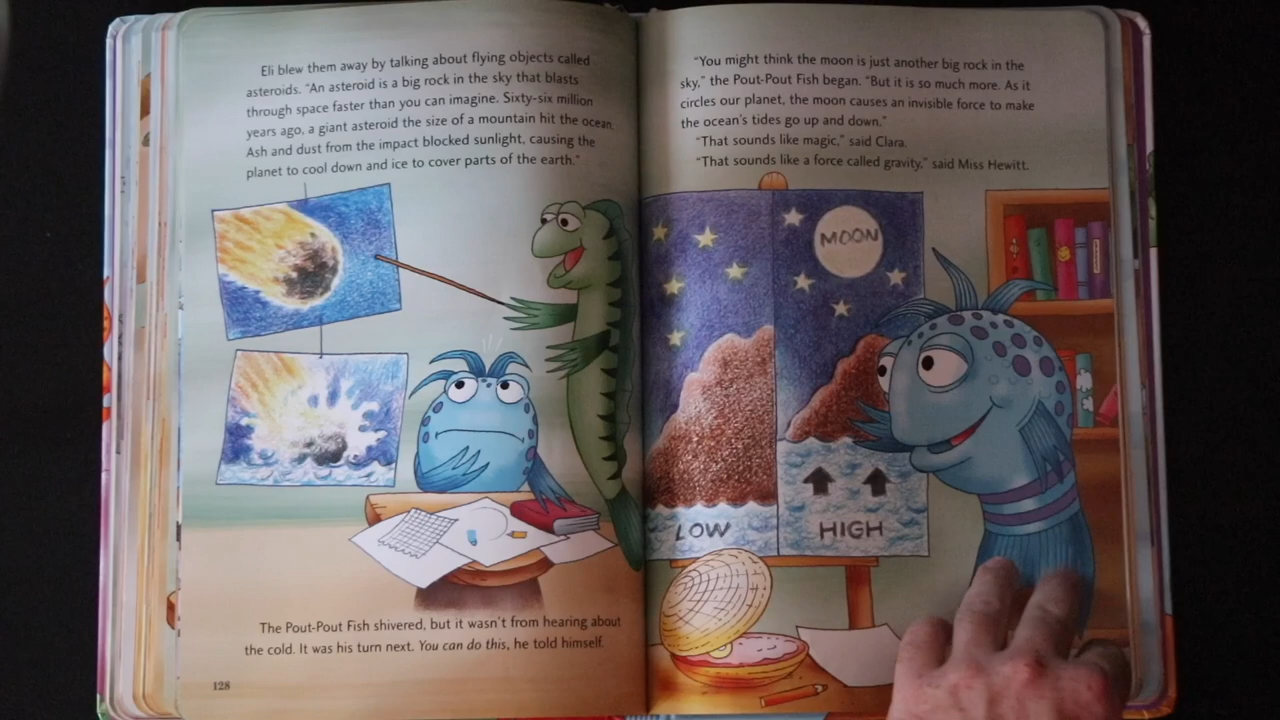 Eli blew them away by talking about flying objects called
asteroids. "An asteroid is a big rock in the sky that blasts
through space faster than you can imagine. Sixty-six million
years ago, a giant asteroid the size of a mountain hit the ocean.
Ash and dust from the impact blocked sunlight, causing the
planet to cool down and ice to cover parts of the earth."
The Pout-Pout Fish shivered, but it wasn't from hearing about
the cold. It was his turn next. You can do this, he told himself.
128
"You might think the moon is just another big rock in the
sky," the Pout-Pout Fish began. "But it is so much more. As it
circles our planet, the moon causes an invisible force to make
the ocean's tides go up and down."
"That sounds like magic," said Clara.
"That sounds like a force called gravity," said Miss Hewitt.
MOON
LOW
HIGH